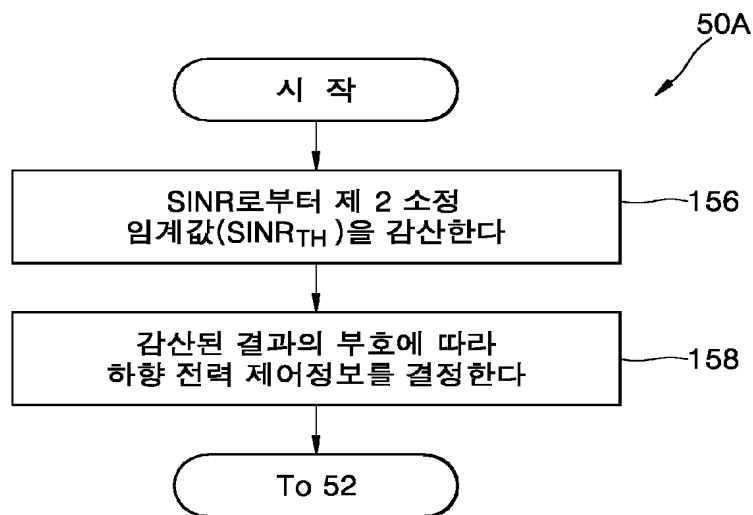 50A
시 작
SINR로부터 제 2 소정
임계값(SINR_TH)을 감산한다
156
감산된 결과의 부호에 따라
하향 전력 제어정보를 결정한다
158
To 52